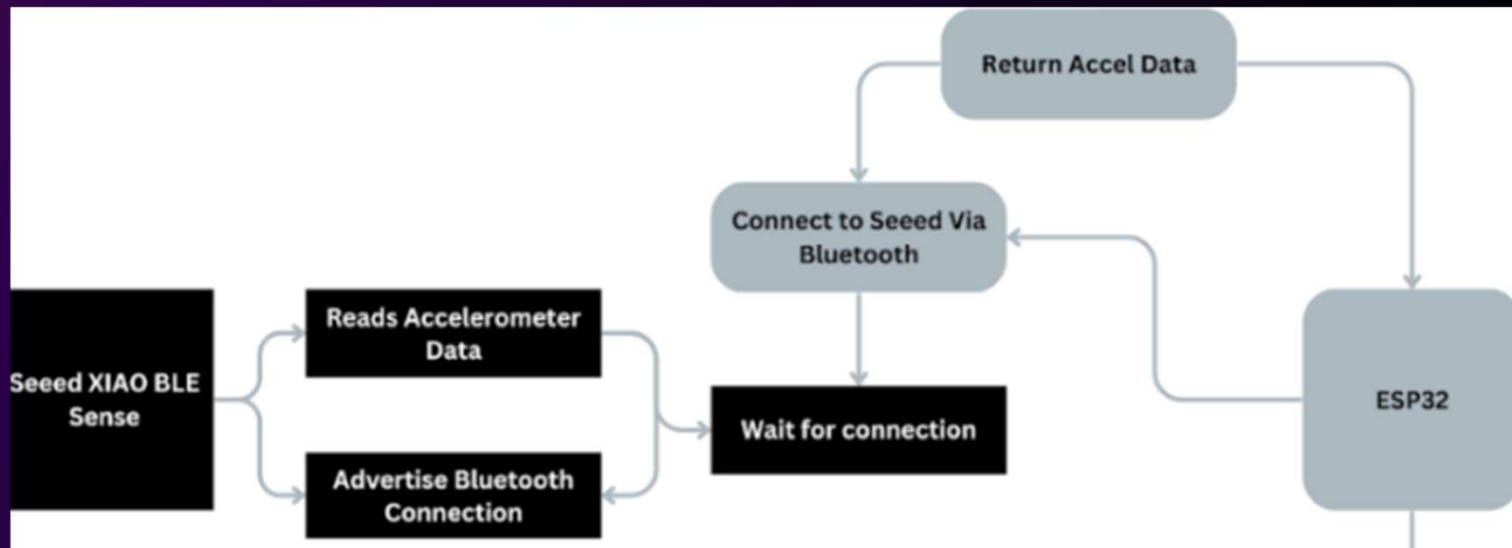 Return Accel Data
Connect to Seeed Via
Bluetooth
Reads Accelerometer
Data
Seeed XIAO BLE
Sense
ESP32
Wait for connection
Advertise Bluetooth
Connection